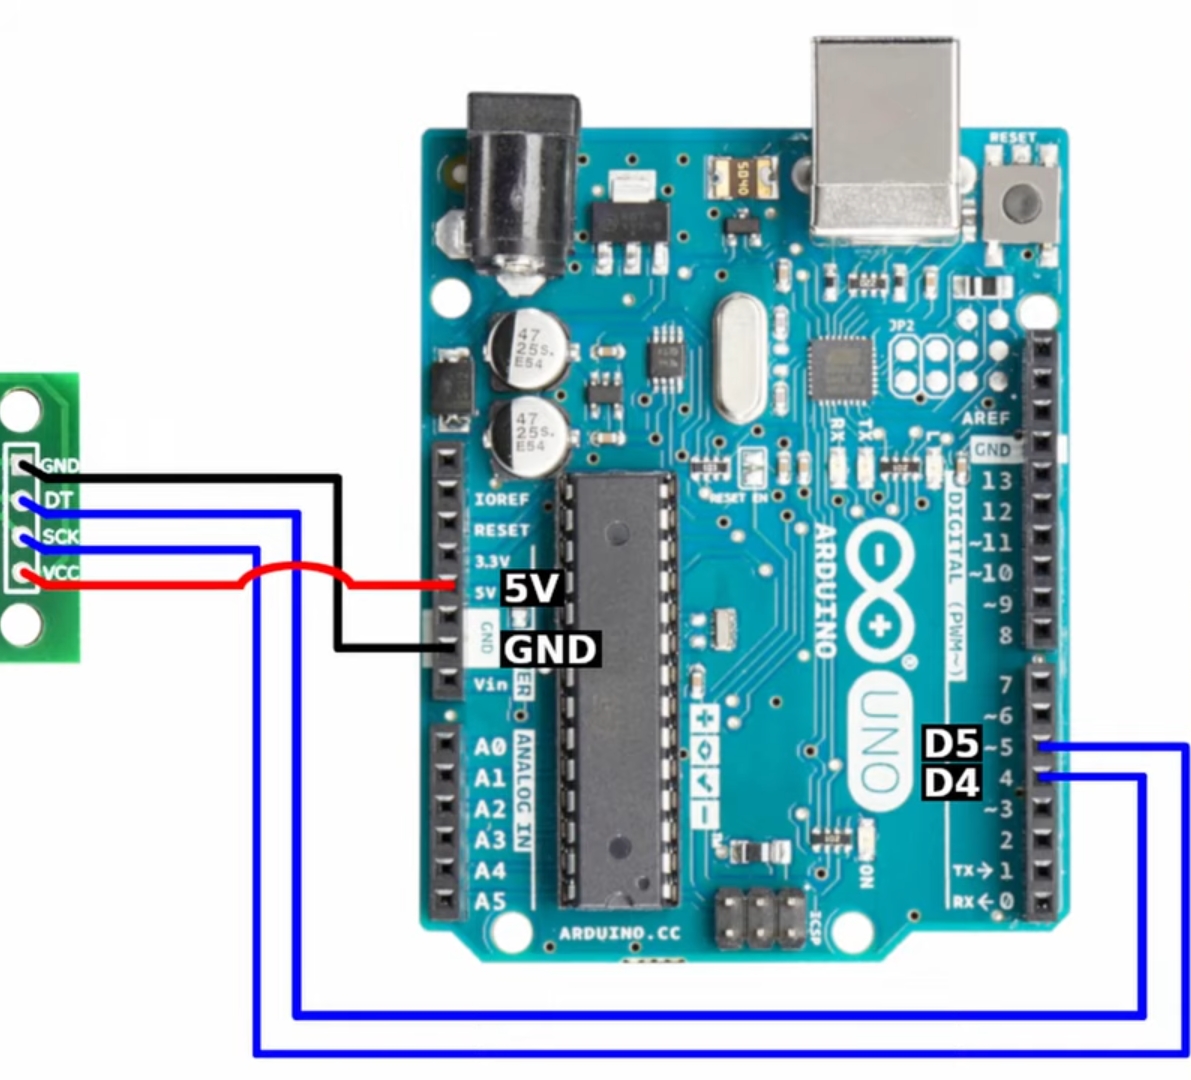 GND
DT
SCK
VCC
RESET
5040
47
25S.
E54
47
25S.
E54
JP2
RX
TX
L
AREF
GND
13
12
~11
~10
~9
8
DIGITAL (PWM~)
7
~6
D5
~5
D4
4
~3
2
TX→ 1
RX← 0
IOREF
RESET
3.3V
5V
5V
GND
GND
Vin
A0
A1
A2
A3
A4
A5
ANALOG IN
RESET EN
ARDUINO
UNO
ON
ICSP
ARDUINO.CC